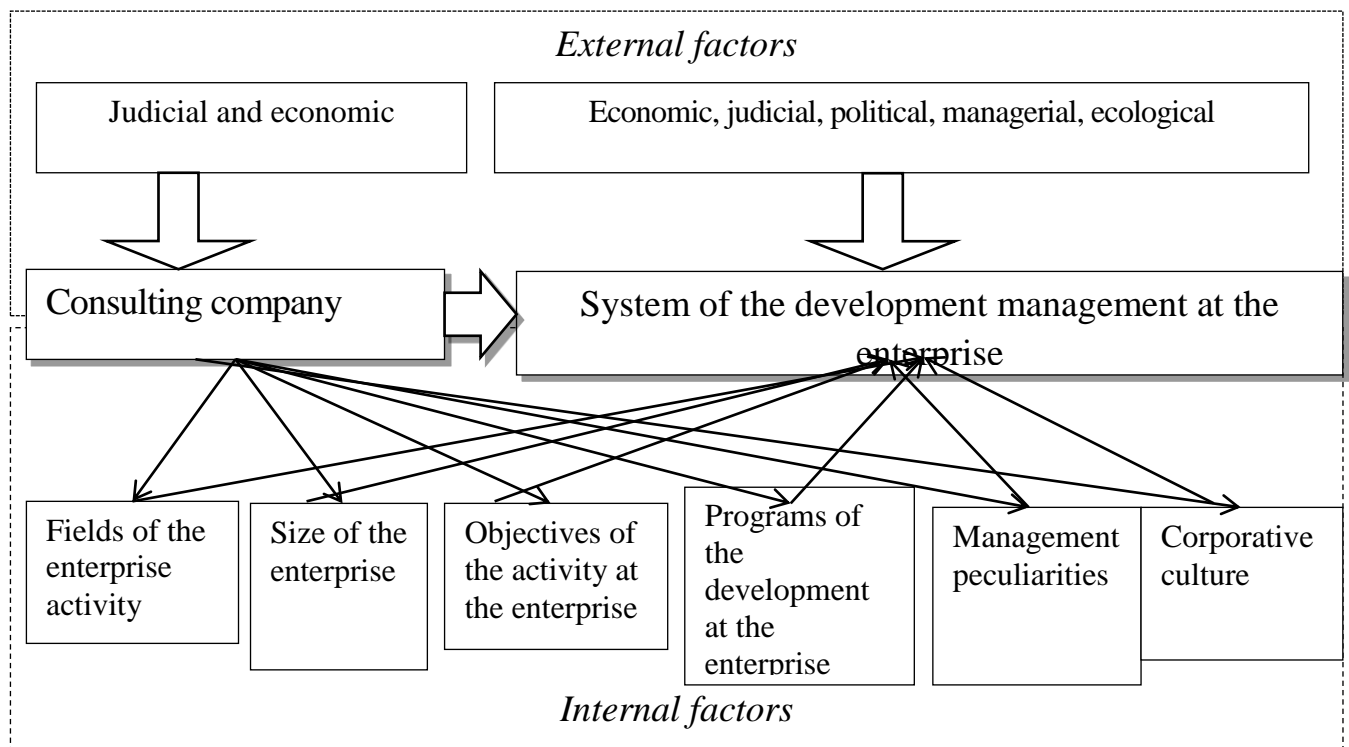 External factors
Judicial and economic
Economic, judicial, political, managerial, ecological
Consulting company
System of the development management at the
enterprise
Fields of the
enterprise
activity
Size of the
enterprise
Objectives of
the activity at
the enterprise
Programs of
the
development
at the
enterprise
Management
peculiarities
Corporative
culture
Internal factors